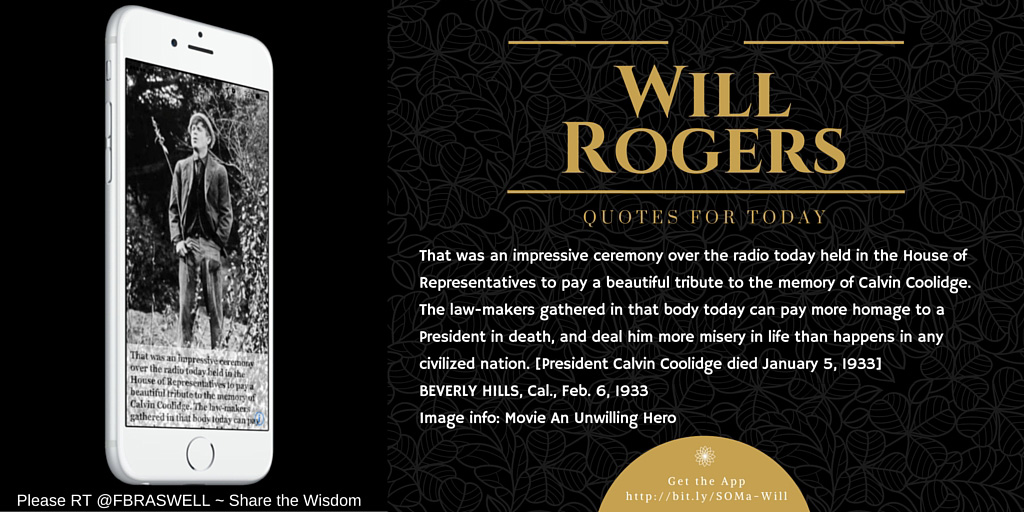 That was an impressive ceremony
over the radio today held in the
House of Representatives to pay a
beautiful tribute to the memory of
Calvin Coolidge. The law-makers
gathered in that body today can pay
Please RT @FBRASWELL ~ Share the Wisdom
WILL
ROGERS
QUOTES FOR TODAY
That was an impressive ceremony over the radio today held in the House of
Representatives to pay a beautiful tribute to the memory of Calvin Coolidge.
The law-makers gathered in that body today can pay more homage to a
President in death, and deal him more misery in life than happens in any
civilized nation. [President Calvin Coolidge died January 5, 1933]
BEVERLY HILLS, Cal., Feb. 6, 1933
Image info: Movie An Unwilling Hero
Get the App
http://bit.ly/SOMa-Will